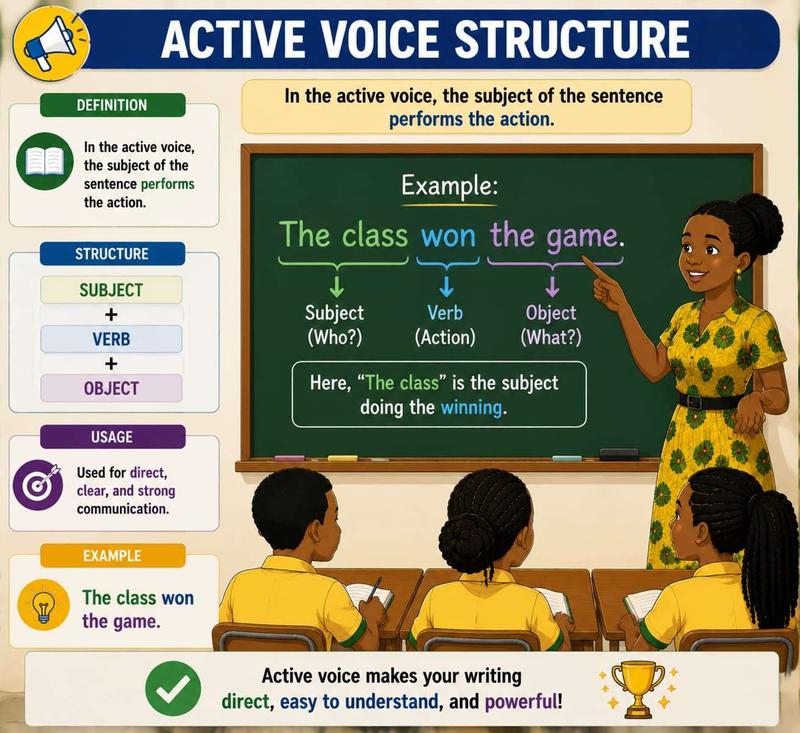 ACTIVE VOICE STRUCTURE
In the active voice, the subject of the sentence
performs the action.
DEFINITION
In the active voice,
the subject of the
sentence performs
the action.
STRUCTURE
SUBJECT
+
VERB
+
OBJECT
USAGE
Used for direct,
clear, and strong
communication.
EXAMPLE
The class won
the game.
Example:
The class won the game.
Subject
(Who?)
Verb
(Action)
Object
(What?)
Here, “The class” is the subject
doing the winning.
Active voice makes your writing
direct, easy to understand, and powerful!